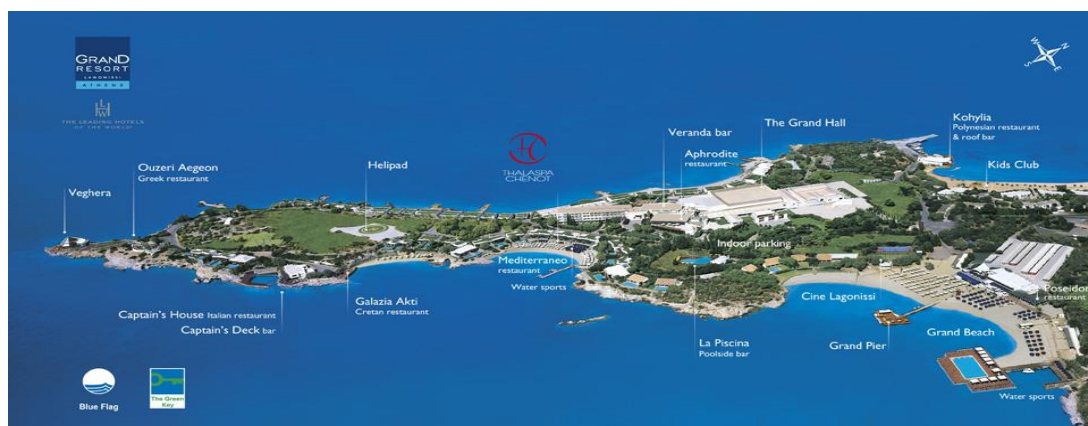 GRAND
RESORT
LAGONISSI
ATHENS
THE LEADING HOTELS
OF THE WORLD
W
N
S
E
Veghera
Ouzeri Aegeon
Greek restaurant
Helipad
THALASPA
CHENOT
Veranda bar
Aphrodite
restaurant
The Grand Hall
Kohylia
Polynesian restaurant
& roof bar
Kids Club
Indoor parking
Mediterraneo
restaurant
Water sports
Captain's House Italian restaurant
Captain's Deck bar
Galazia Akti
Cretan restaurant
La Piscina
Poolside bar
Cine Lagonissi
Grand Pier
Grand Beach
Poseidon
restaurant
Water sports
Blue Flag
The Green
Key